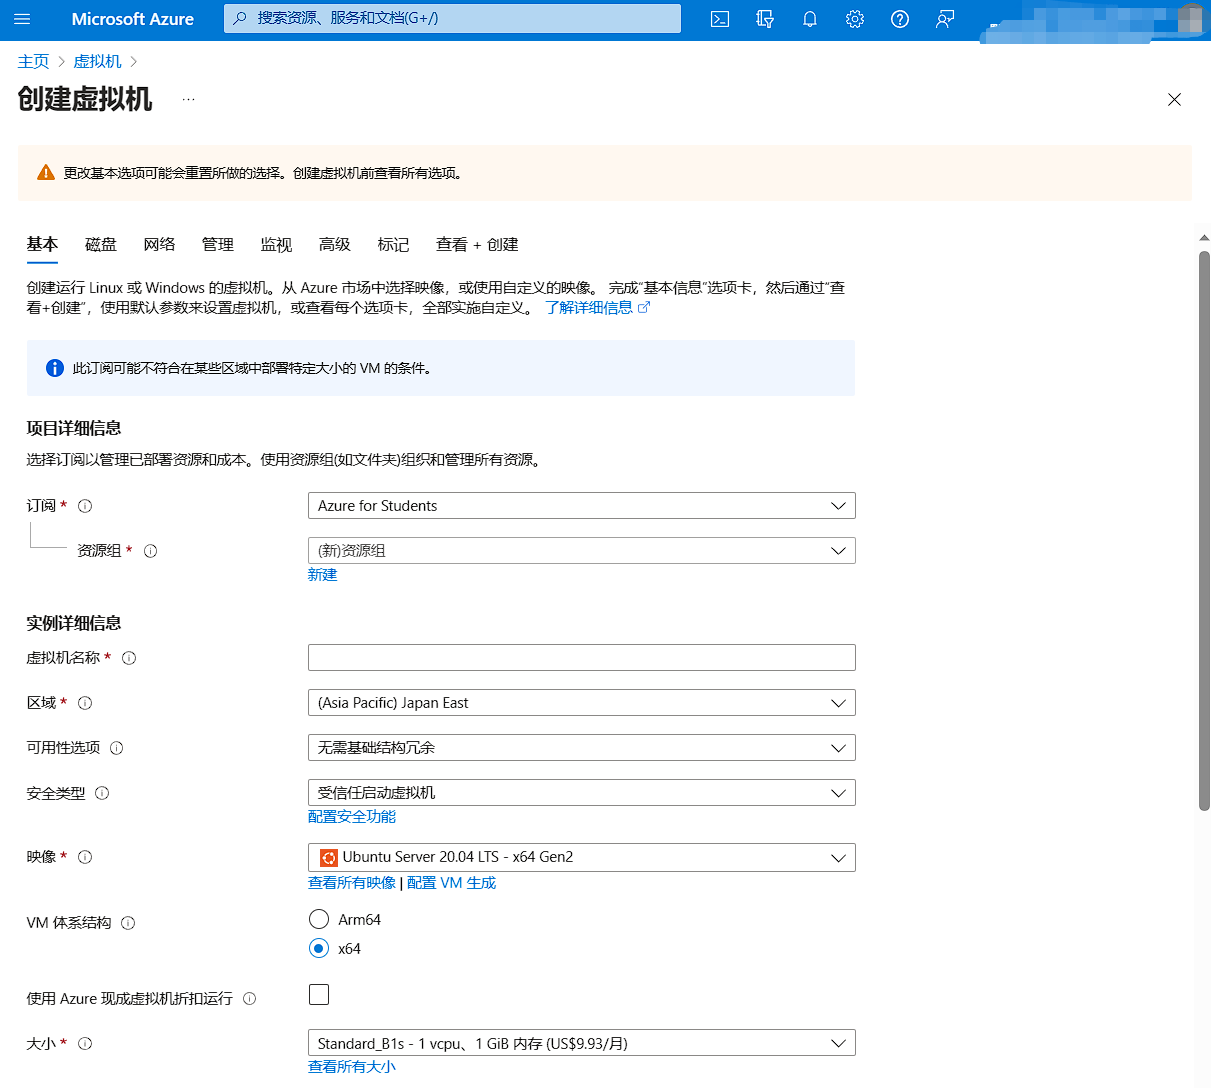 Microsoft Azure
搜索资源、服务和文档(G+/)
主页 > 虚拟机 >
创建虚拟机 ...
更改基本选项可能会重置所做的选择。创建虚拟机前查看所有选项。
基本 磁盘 网络 管理 监视 高级 标记 查看 + 创建
创建运行 Linux 或 Windows 的虚拟机。从 Azure 市场中选择映像，或使用自定义的映像。 完成“基本信息”选项卡，然后通过“查
看+创建”，使用默认参数来设置虚拟机，或查看每个选项卡，全部实施自定义。 了解详细信息
此订阅可能不符合在某些区域中部署特定大小的 VM 的条件。
项目详细信息
选择订阅以管理已部署资源和成本。使用资源组(如文件夹)组织和管理所有资源。
订阅 * Azure for Students
资源组 * (新)资源组
新建
实例详细信息
虚拟机名称 *
区域 * (Asia Pacific) Japan East
可用性选项 无需基础结构冗余
安全类型 受信任启动虚拟机
配置安全功能
映像 * Ubuntu Server 20.04 LTS - x64 Gen2
查看所有映像 | 配置 VM 生成
VM 体系结构 Arm64
x64
使用 Azure 现成虚拟机折扣运行
大小 * Standard_B1s - 1 vcpu、1 GiB 内存 (US$9.93/月)
查看所有大小